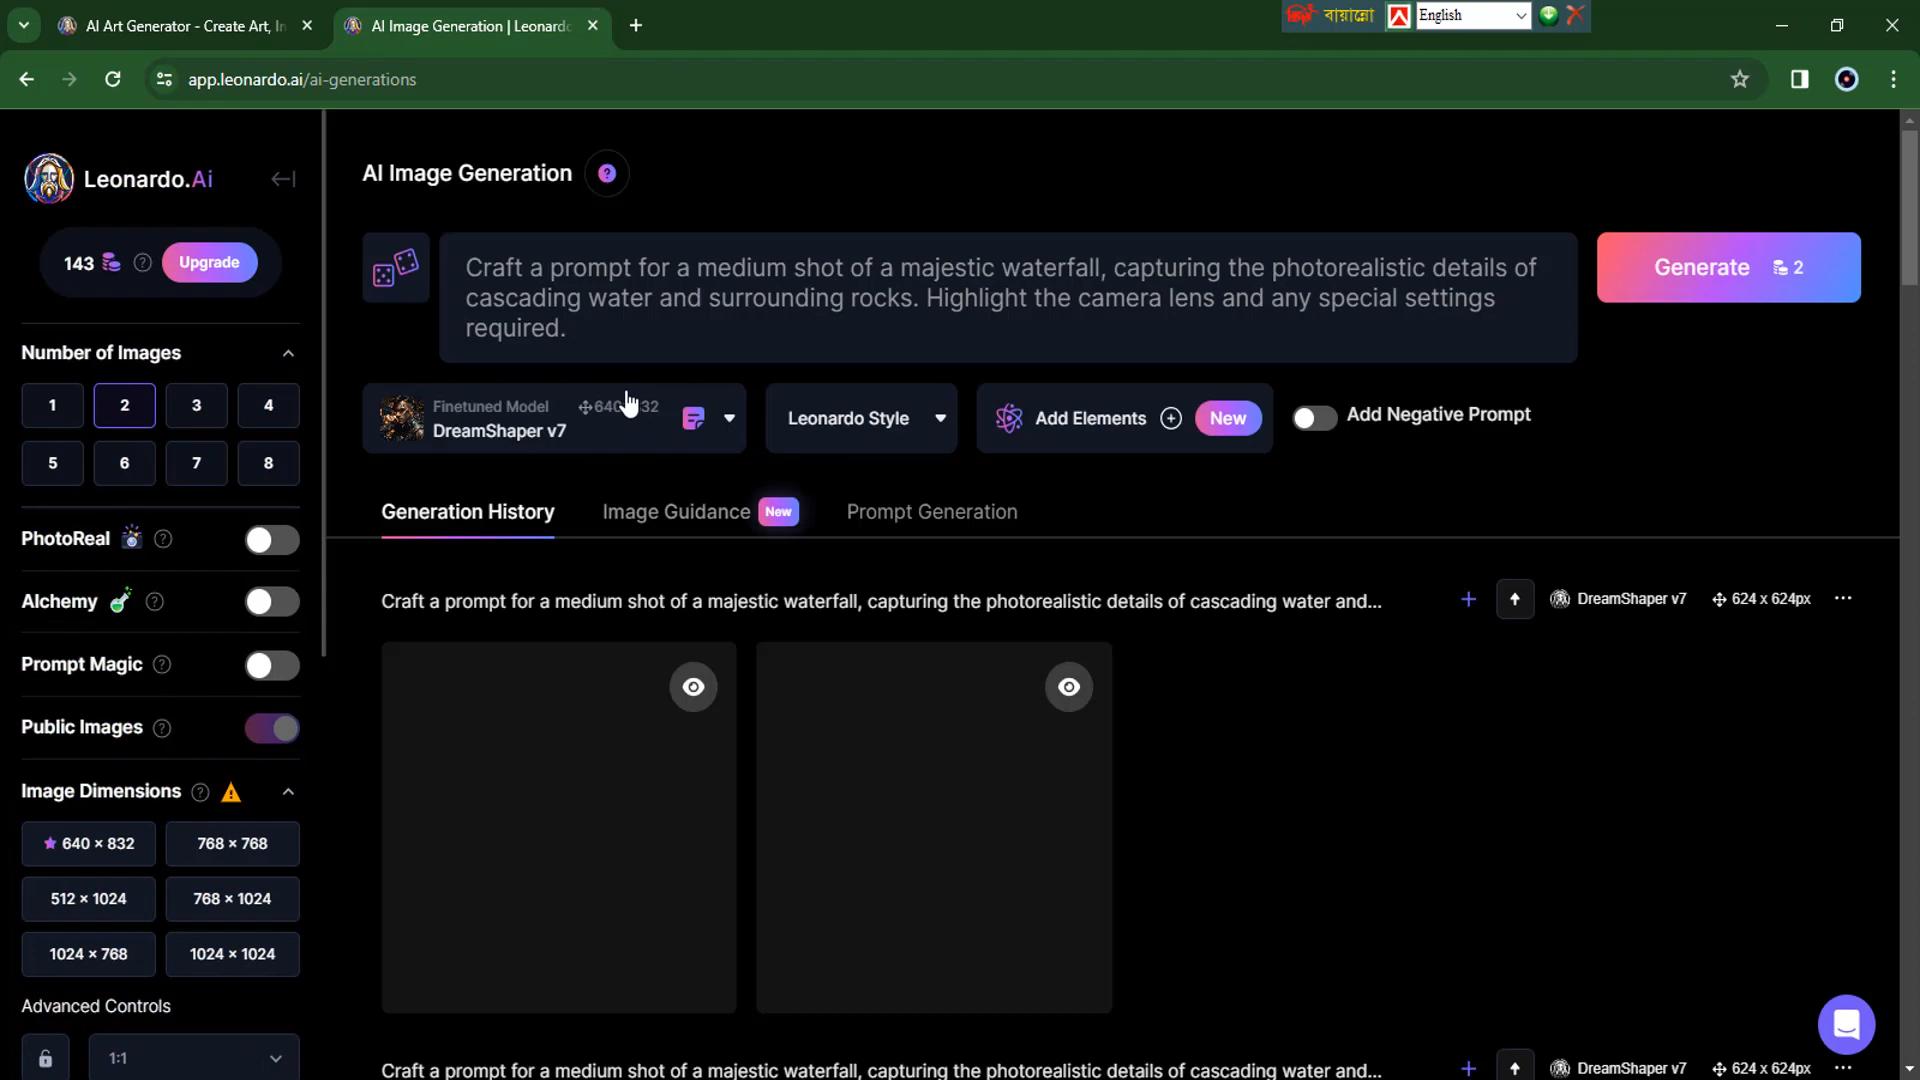 AI Art Generator - Create Art, In
AI Image Generation | Leonardo
বায়ান্নো
English
app.leonardo.ai/ai-generations
Leonardo.Ai
143
Upgrade
Number of Images
1 2 3 4
5 6 7 8
PhotoReal
Alchemy
Prompt Magic
Public Images
Image Dimensions
640 × 832 768 × 768
512 × 1024 768 × 1024
1024 × 768 1024 × 1024
Advanced Controls
1:1
AI Image Generation
Craft a prompt for a medium shot of a majestic waterfall, capturing the photorealistic details of
cascading water and surrounding rocks. Highlight the camera lens and any special settings
required.
Generate 2
Finetuned Model
DreamShaper v7
Leonardo Style
Add Elements New
Add Negative Prompt
Generation History Image Guidance New Prompt Generation
Craft a prompt for a medium shot of a majestic waterfall, capturing the photorealistic details of cascading water and...
DreamShaper v7 624 x 624px
Craft a prompt for a medium shot of a majestic waterfall, capturing the photorealistic details of cascading water and...
DreamShaper v7 624 x 624px